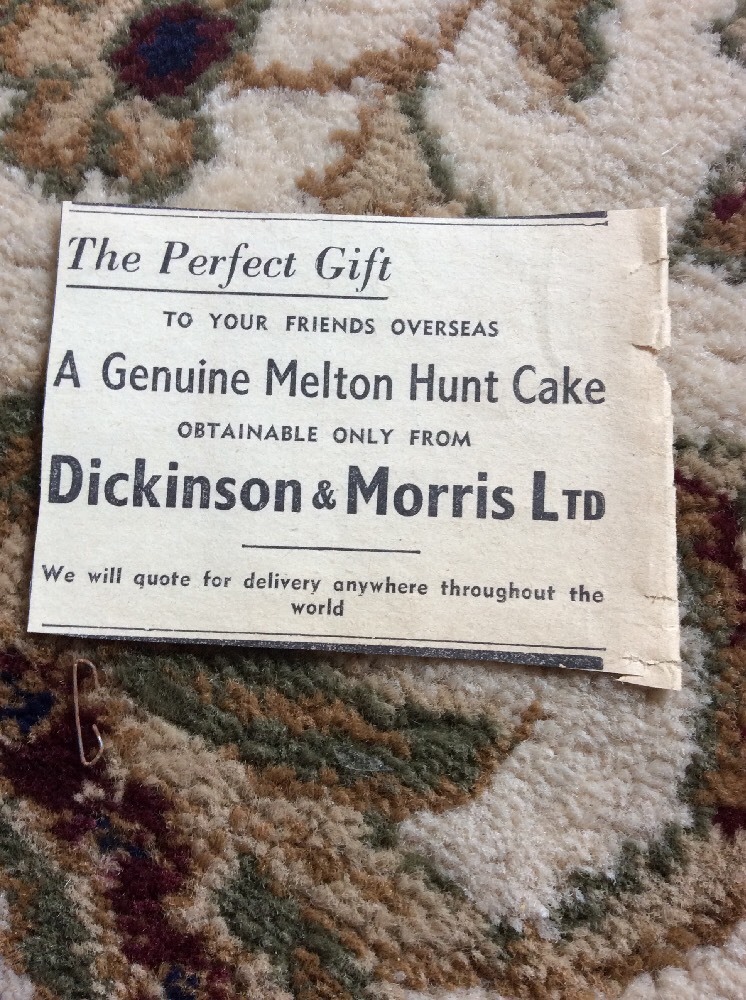 The Perfect Gift
TO YOUR FRIENDS OVERSEAS
A Genuine Melton Hunt Cake
OBTAINABLE ONLY FROM
Dickinson & Morris LTD
We will quote for delivery anywhere throughout the
world